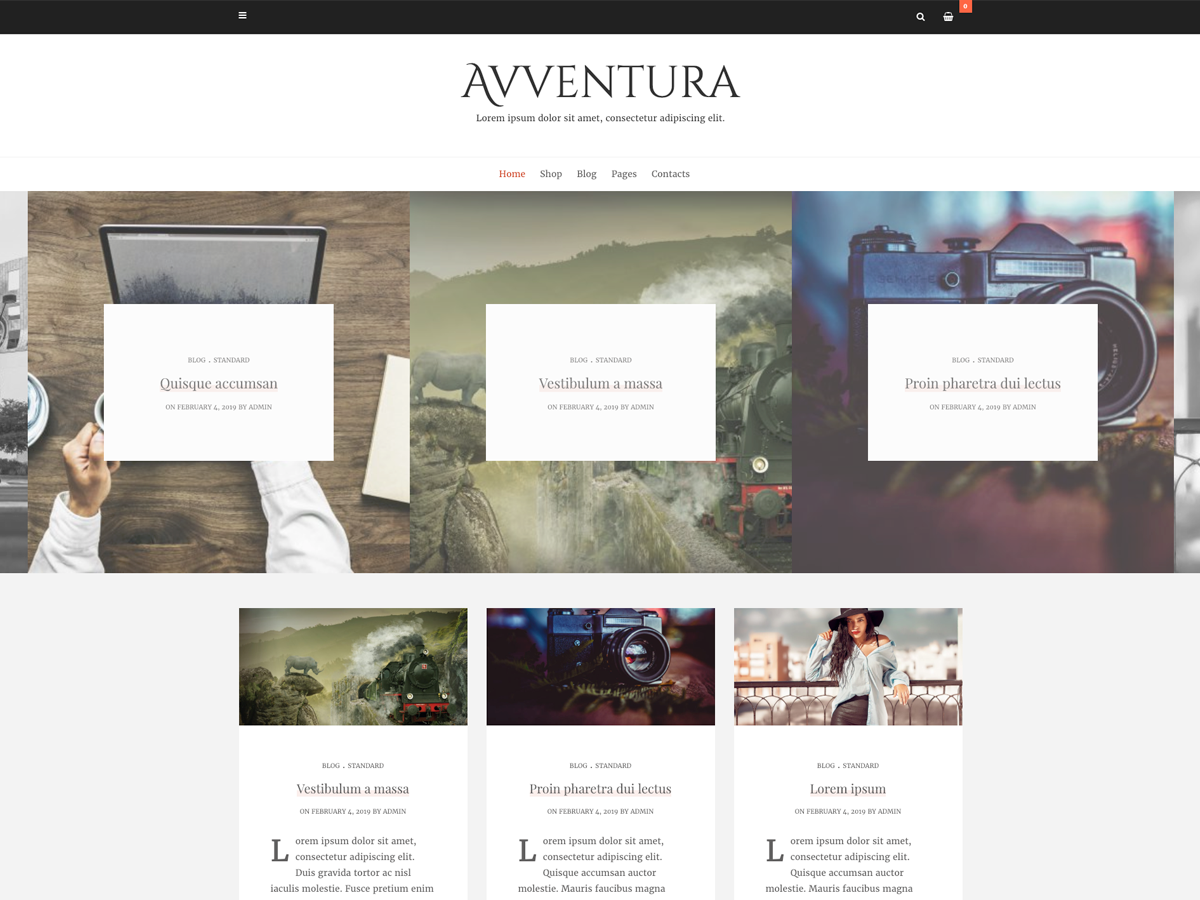 0
AVVENTURA
Lorem ipsum dolor sit amet, consectetur adipiscing elit.
Home Shop Blog Pages Contacts
BLOG . STANDARD
Quisque accumsan
ON FEBRUARY 4, 2019 BY ADMIN
BLOG . STANDARD
Vestibulum a massa
ON FEBRUARY 4, 2019 BY ADMIN
BLOG . STANDARD
Proin pharetra dui lectus
ON FEBRUARY 4, 2019 BY ADMIN
BLOG . STANDARD
Vestibulum a massa
ON FEBRUARY 4, 2019 BY ADMIN
Lorem ipsum dolor sit amet,
consectetur adipiscing elit.
Duis gravida tortor ac nisl
iaculis molestie. Fusce pretium enim
BLOG . STANDARD
Proin pharetra dui lectus
ON FEBRUARY 4, 2019 BY ADMIN
Lorem ipsum dolor sit amet,
consectetur adipiscing elit.
Quisque accumsan auctor
molestie. Mauris faucibus magna
BLOG . STANDARD
Lorem ipsum
ON FEBRUARY 4, 2019 BY ADMIN
Lorem ipsum dolor sit amet,
consectetur adipiscing elit.
Quisque accumsan auctor
molestie. Mauris faucibus magna